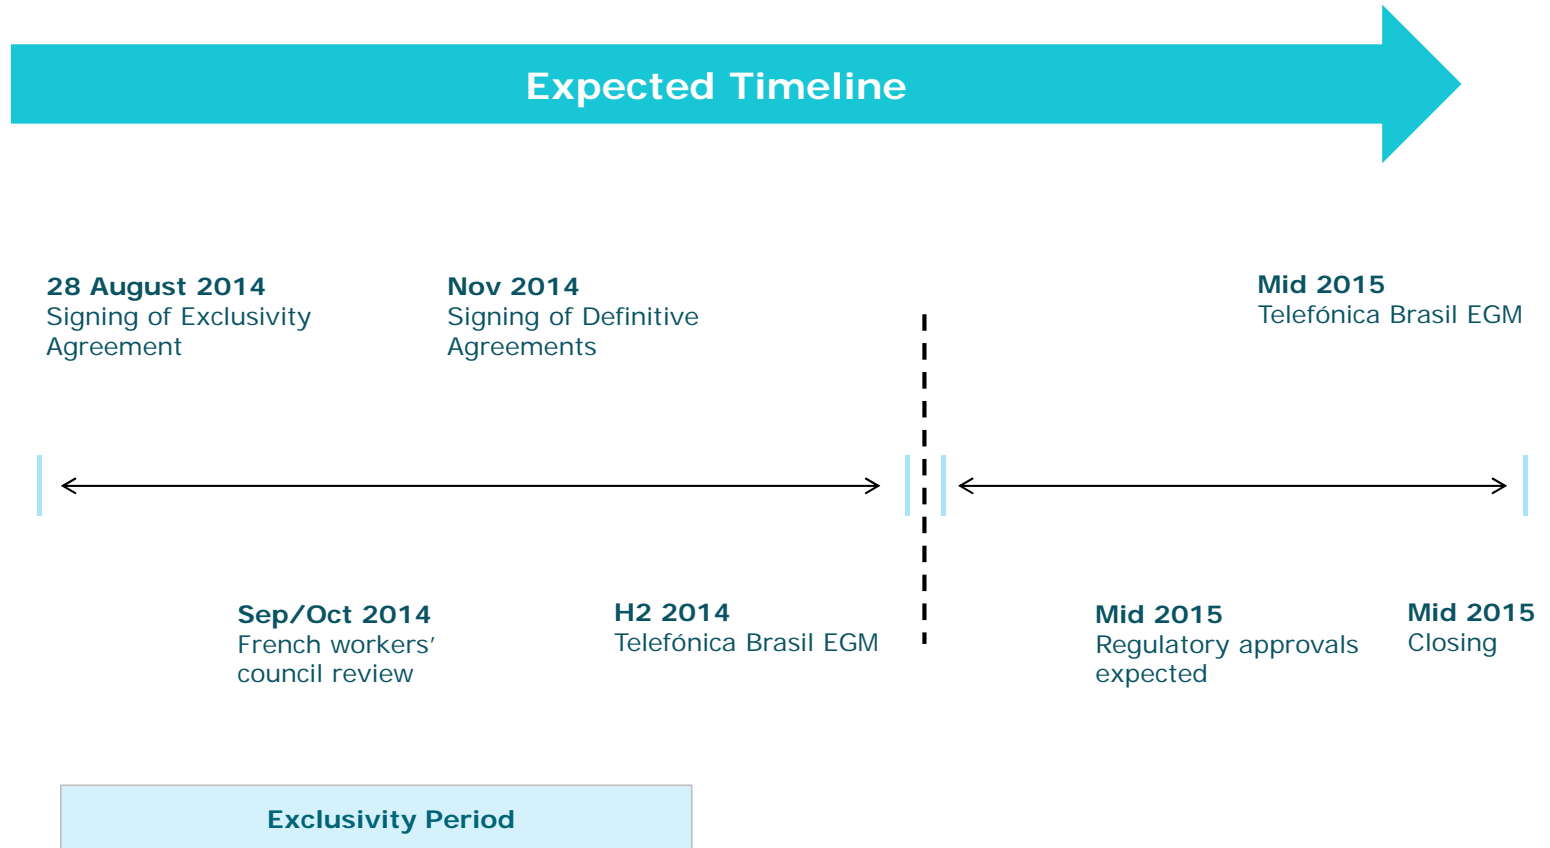 Expected Timeline
28 August 2014
Signing of Exclusivity
Agreement
Nov 2014
Signing of Definitive
Agreements
Mid 2015
Telefónica Brasil EGM
Sep/Oct 2014
French workers’
council review
H2 2014
Telefónica Brasil EGM
Mid 2015
Regulatory approvals
expected
Mid 2015
Closing
Exclusivity Period